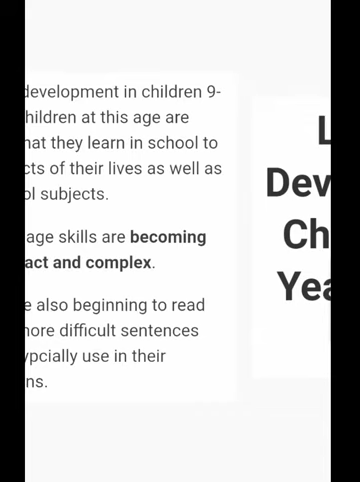 development in children 9-
children at this age are
that they learn in school to
cts of their lives as well as
ol subjects.
age skills are becoming
act and complex.
e also beginning to read
more difficult sentences
ypcially use in their
ns.
L
Dev
Ch
Yea